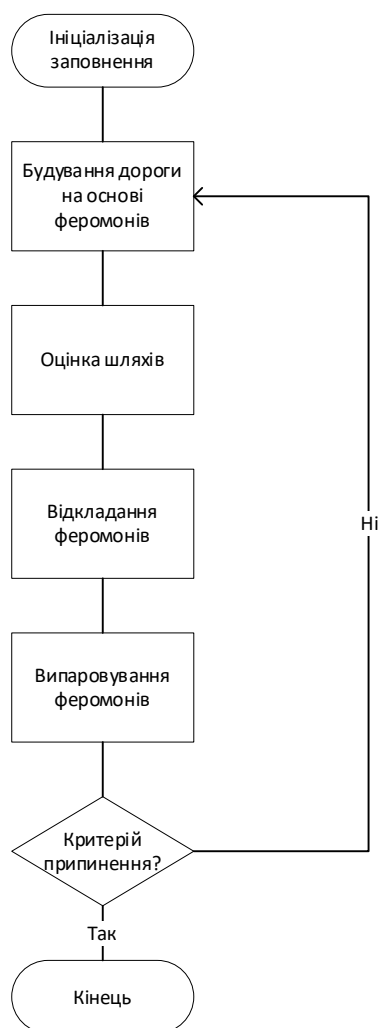 Ініціалізація
заповнення
Будування дороги
на основі
феромонів
Оцінка шляхів
Відкладання
феромонів
Ні
Випаровування
феромонів
Критерій
припинення?
Так
Кінець